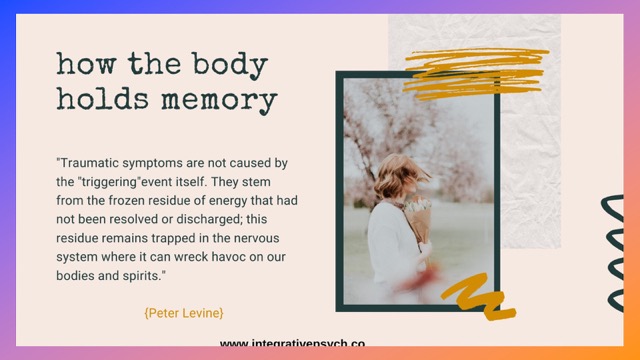 how the body
holds memory
"Traumatic symptoms are not caused by
the "triggering"event itself. They stem
from the frozen residue of energy that had
not been resolved or discharged; this
residue remains trapped in the nervous
system where it can wreck havoc on our
bodies and spirits."
{Peter Levine}
www.integrativepsych.co